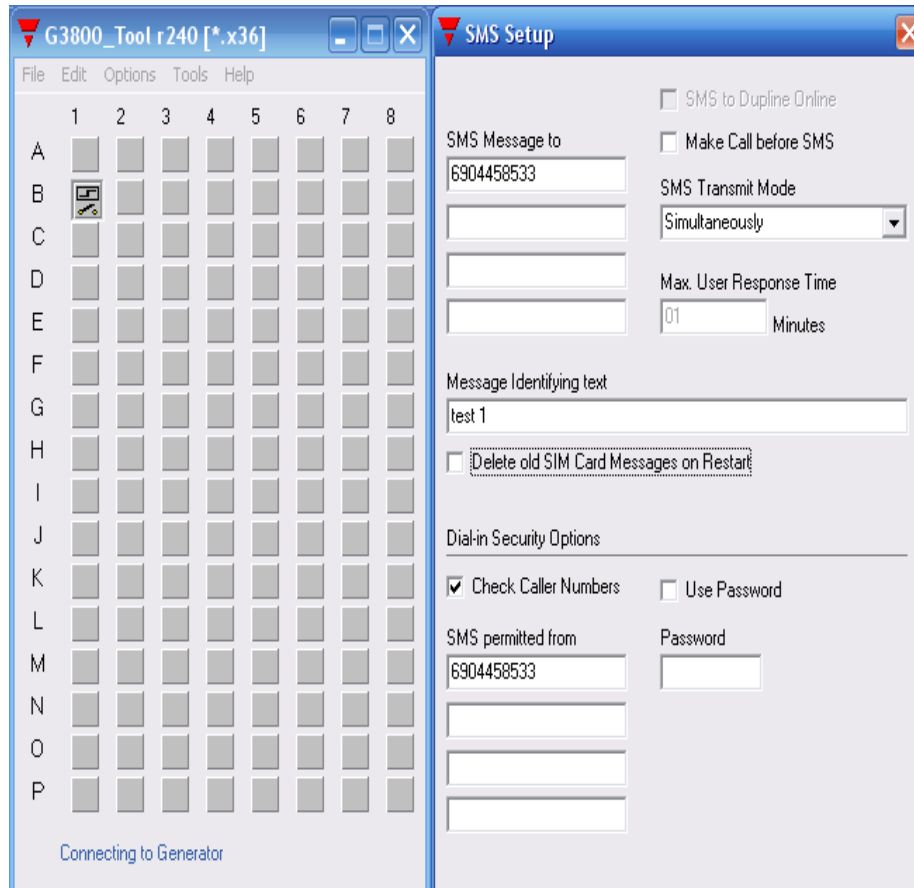 G3800_Tool r240 [*.x36]
File Edit Options Tools Help
1 2 3 4 5 6 7 8
A
B
C
D
E
F
G
H
I
J
K
L
M
N
O
P
Connecting to Generator
SMS Setup
SMS to Dupline Online
SMS Message to
Make Call before SMS
6904458533
SMS Transmit Mode
Simultaneously
Max. User Response Time
01 Minutes
Message Identifying text
test 1
Delete old SIM Card Messages on Restart
Dial-in Security Options
Check Caller Numbers
Use Password
SMS permitted from
Password
6904458533